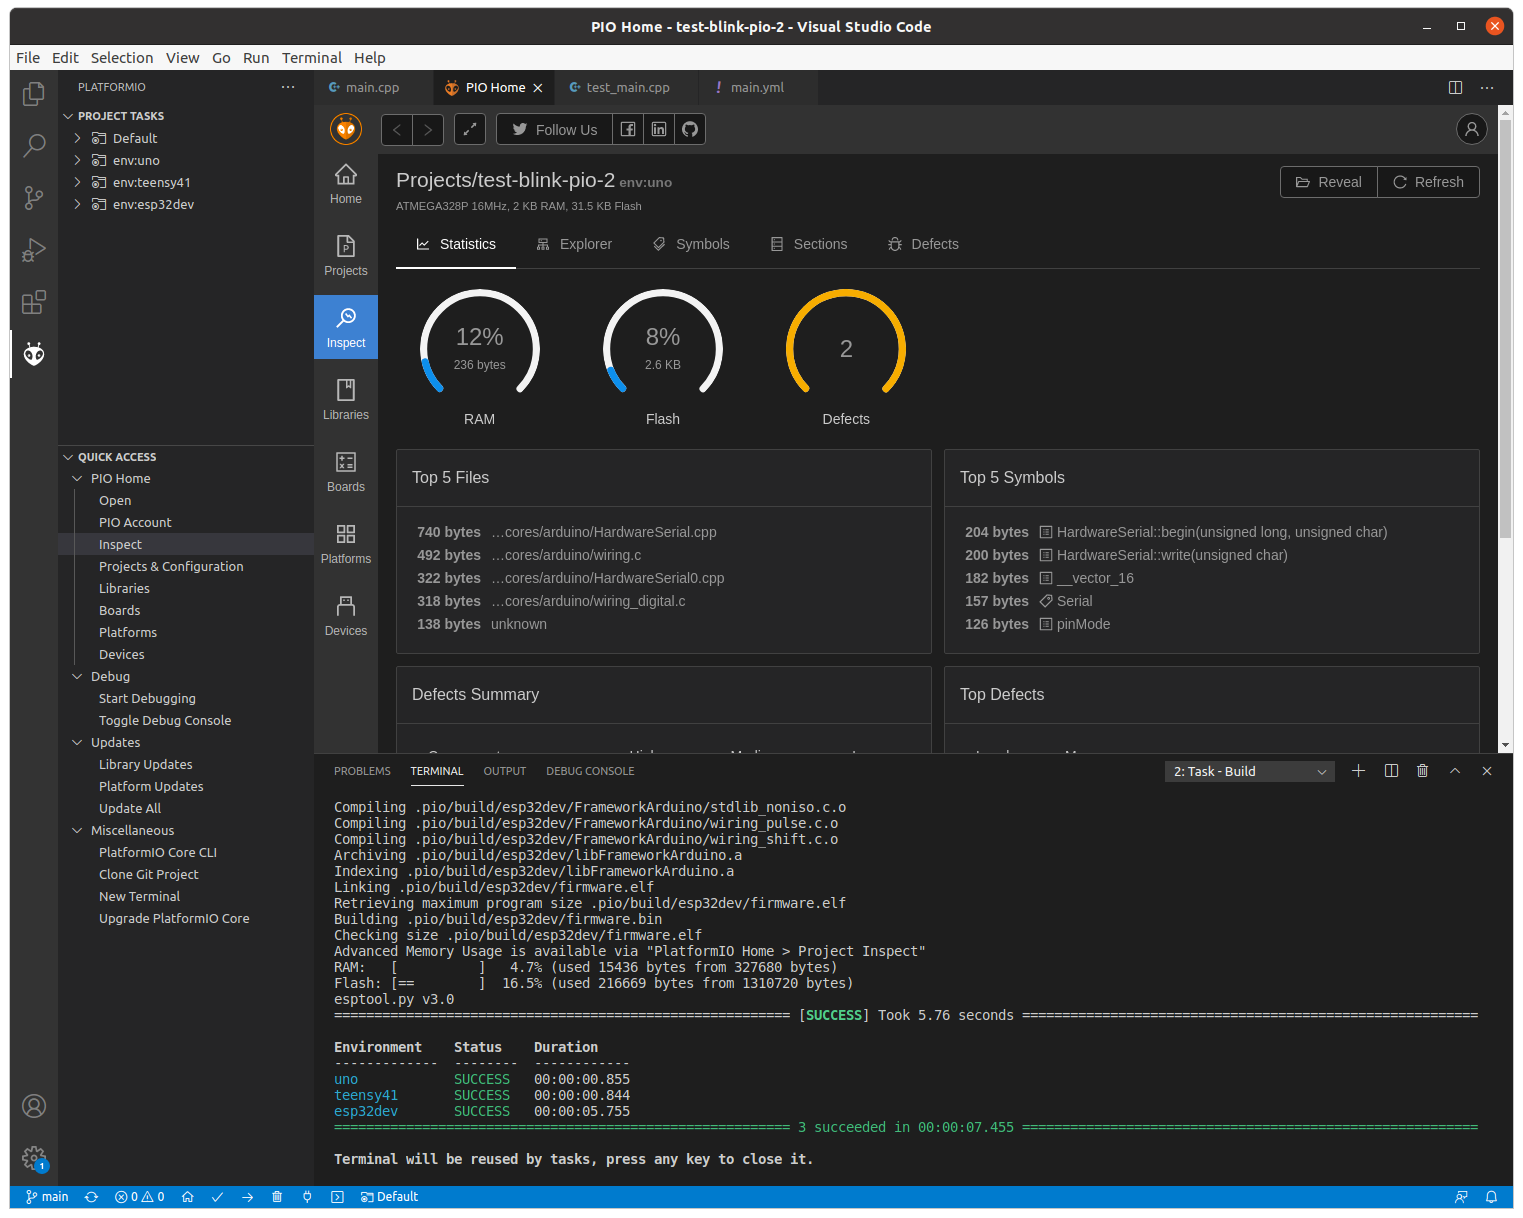 PIO Home - test-blink-pio-2 - Visual Studio Code
File Edit Selection View Go Run Terminal Help
PLATFORMIO
PROJECT TASKS
Default
env:uno
env:teensy41
env:esp32dev
QUICK ACCESS
PIO Home
Open
PIO Account
Inspect
Projects & Configuration
Libraries
Boards
Platforms
Devices
Debug
Start Debugging
Toggle Debug Console
Updates
Library Updates
Platform Updates
Update All
Miscellaneous
PlatformIO Core CLI
Clone Git Project
New Terminal
Upgrade PlatformIO Core
main.cpp PIO Home test_main.cpp main.yml
Follow Us
Home
Projects
Inspect
Libraries
Boards
Platforms
Devices
Projects/test-blink-pio-2 env:uno
Reveal Refresh
ATMEGA328P 16MHz, 2 KB RAM, 31.5 KB Flash
Statistics Explorer Symbols Sections Defects
12% 8% 2
236 bytes 2.6 KB
RAM Flash Defects
Top 5 Files
740 bytes ...cores/arduino/HardwareSerial.cpp
492 bytes ...cores/arduino/wiring.c
322 bytes ...cores/arduino/HardwareSerial0.cpp
318 bytes ...cores/arduino/wiring_digital.c
138 bytes unknown
Top 5 Symbols
204 bytes HardwareSerial::begin(unsigned long, unsigned char)
200 bytes HardwareSerial::write(unsigned char)
182 bytes __vector_16
157 bytes Serial
126 bytes pinMode
Defects Summary
Top Defects
PROBLEMS TERMINAL OUTPUT DEBUG CONSOLE
2: Task - Build
Compiling .pio/build/esp32dev/FrameworkArduino/stdlib_noniso.c.o
Compiling .pio/build/esp32dev/FrameworkArduino/wiring_pulse.c.o
Compiling .pio/build/esp32dev/FrameworkArduino/wiring_shift.c.o
Archiving .pio/build/esp32dev/libFrameworkArduino.a
Indexing .pio/build/esp32dev/libFrameworkArduino.a
Linking .pio/build/esp32dev/firmware.elf
Retrieving maximum program size .pio/build/esp32dev/firmware.elf
Building .pio/build/esp32dev/firmware.bin
Checking size .pio/build/esp32dev/firmware.elf
Advanced Memory Usage is available via "PlatformIO Home > Project Inspect"
RAM:   [          ]   4.7% (used 15436 bytes from 327680 bytes)
Flash: [==        ]  16.5% (used 216669 bytes from 1310720 bytes)
esptool.py v3.0
========================================================= [SUCCESS] Took 5.76 seconds =========================================================
Environment    Status    Duration
-------------  --------  ------------
uno            SUCCESS   00:00:00.855
teensy41       SUCCESS   00:00:00.844
esp32dev       SUCCESS   00:00:05.755
========================================================= 3 succeeded in 00:00:07.455 =========================================================
Terminal will be reused by tasks, press any key to close it.
1
main 0 0 Default